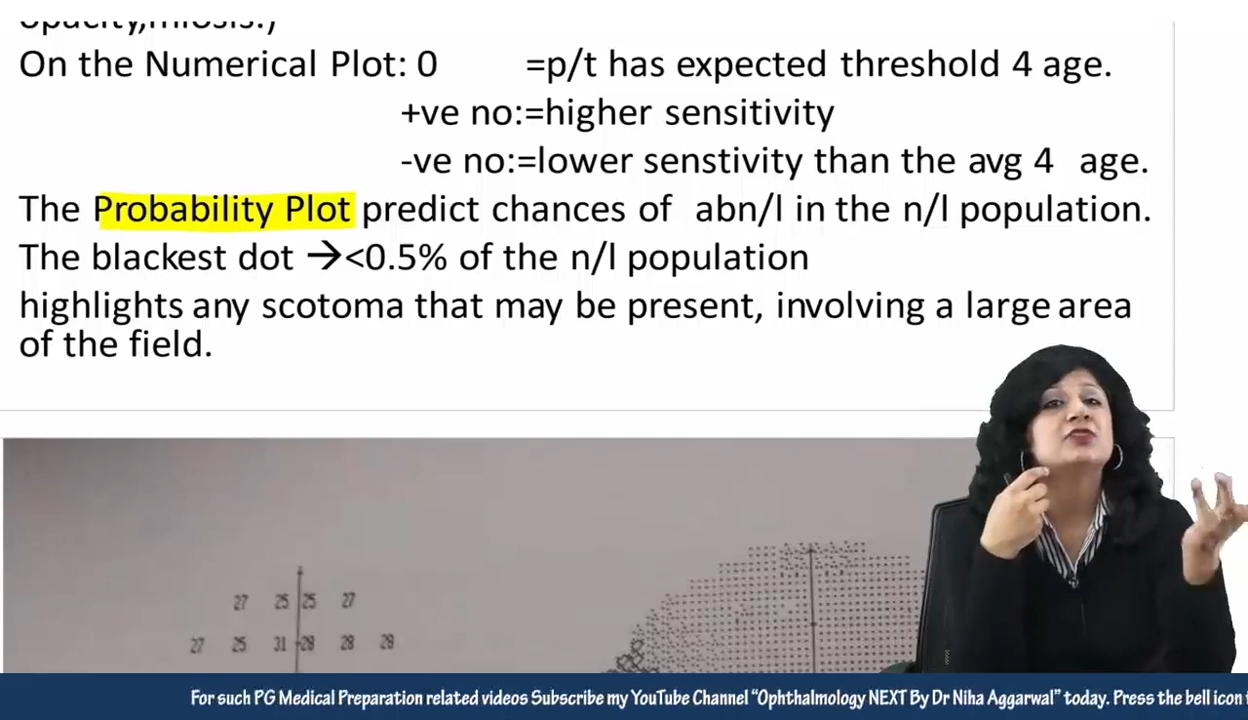 opacity,miosis.)
On the Numerical Plot: 0 =p/t has expected threshold 4 age.
+ve no:=higher sensitivity
-ve no:=lower senstivity than the avg 4 age.
The Probability Plot predict chances of abn/l in the n/l population.
The blackest dot →<0.5% of the n/l population
highlights any scotoma that may be present, involving a large area
of the field.
27 25 25 27
27 25 31 28 28 28
For such PG Medical Preparation related videos Subscribe my YouTube Channel "Ophthalmology NEXT By Dr Niha Aggarwal" today. Press the bell icon